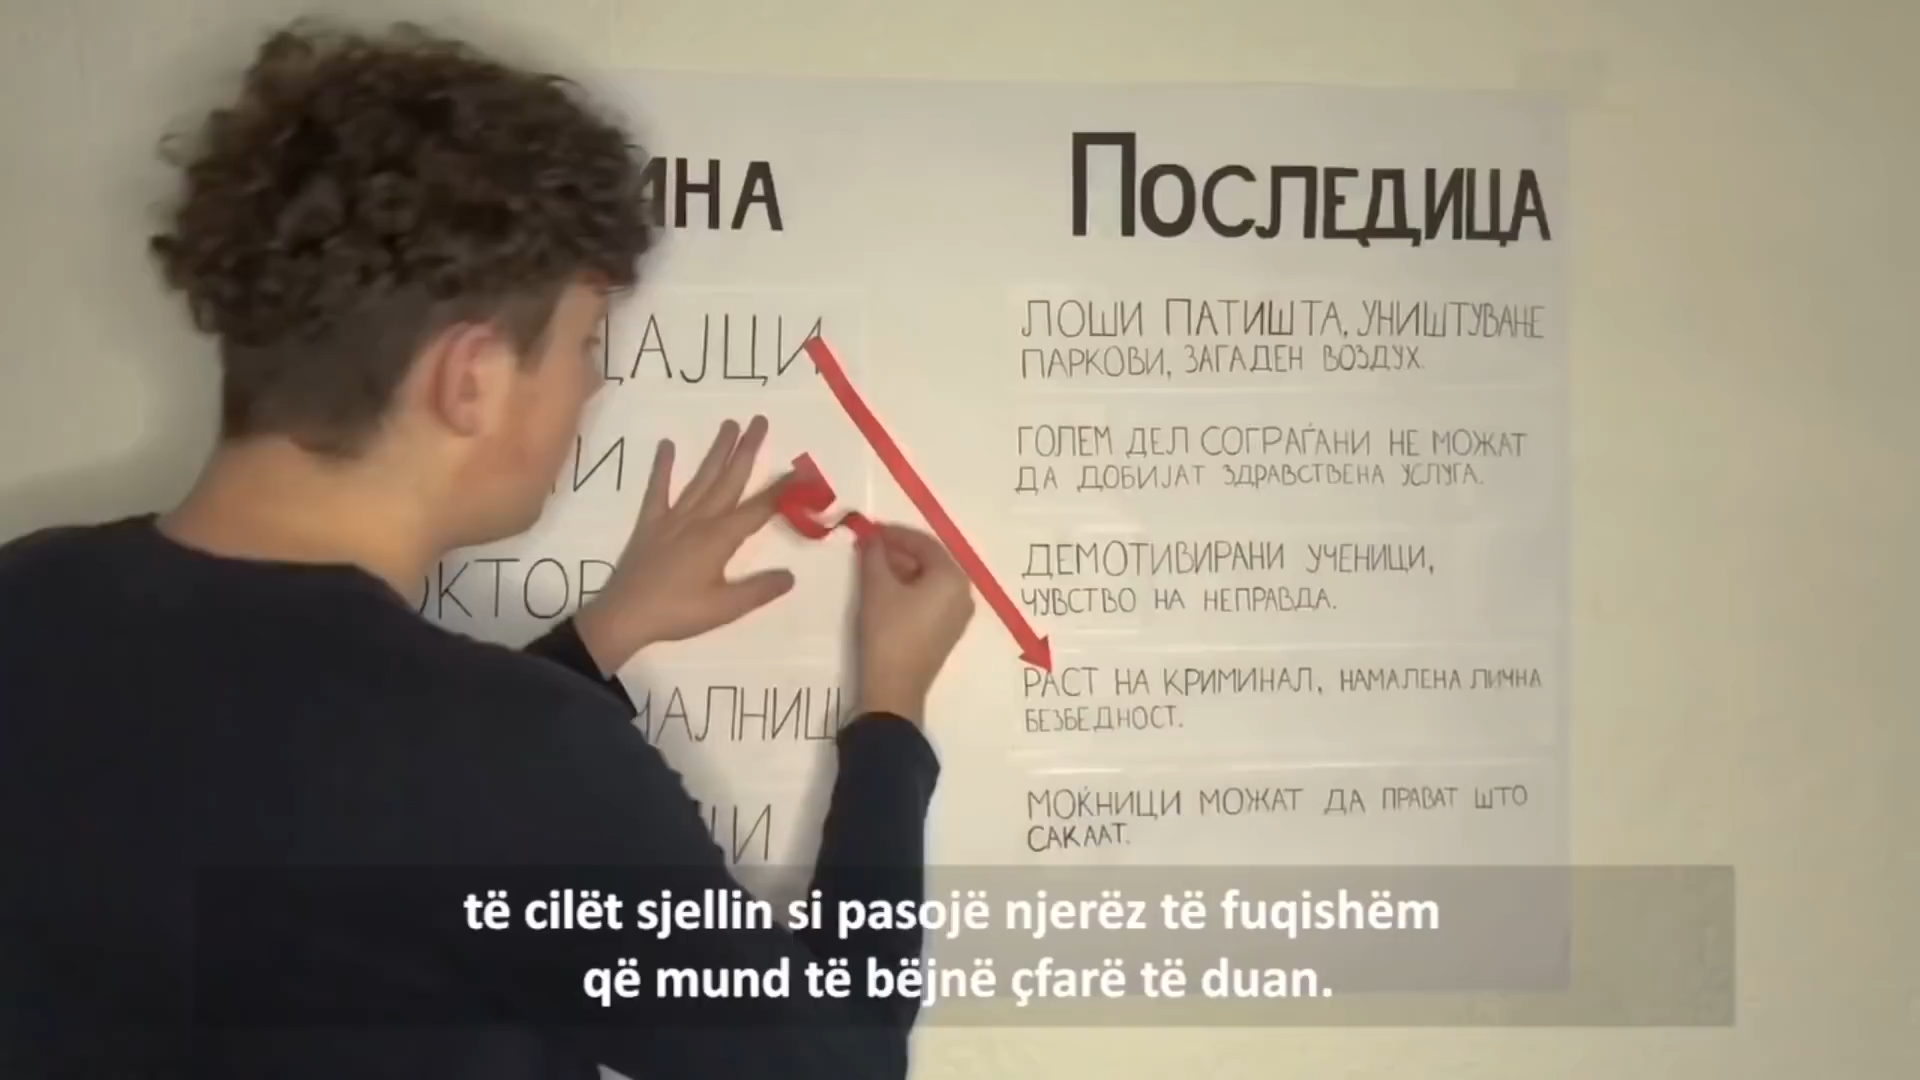 Последица
ЛОШИ ПАТИШТА, УНИШТУВАНЕ
ПАРКОВИ, ЗАГАДЕН ВОЗДУХ.
ГОЛЕМ ДЕЛ СОГРАЃАНИ НЕ МОЖАТ
ДА ДОБИЈАТ ЗДРАВСТВЕНА УСЛУГА.
ДЕМОТИВИРАНИ УЧЕНИЦИ,
ЧУВСТВО НА НЕПРАВДА.
РАСТ НА КРИМИНАЛ, НАМАЛЕНА ЛИЧНА
БЕЗБЕДНОСТ.
МОЌНИЦИ МОЖАТ ДА ПРАВАТ ШТО
САКААТ.
të cilët sjellin si pasojë njerëz të fuqishëm
që mund të bëjnë çfarë të duan.